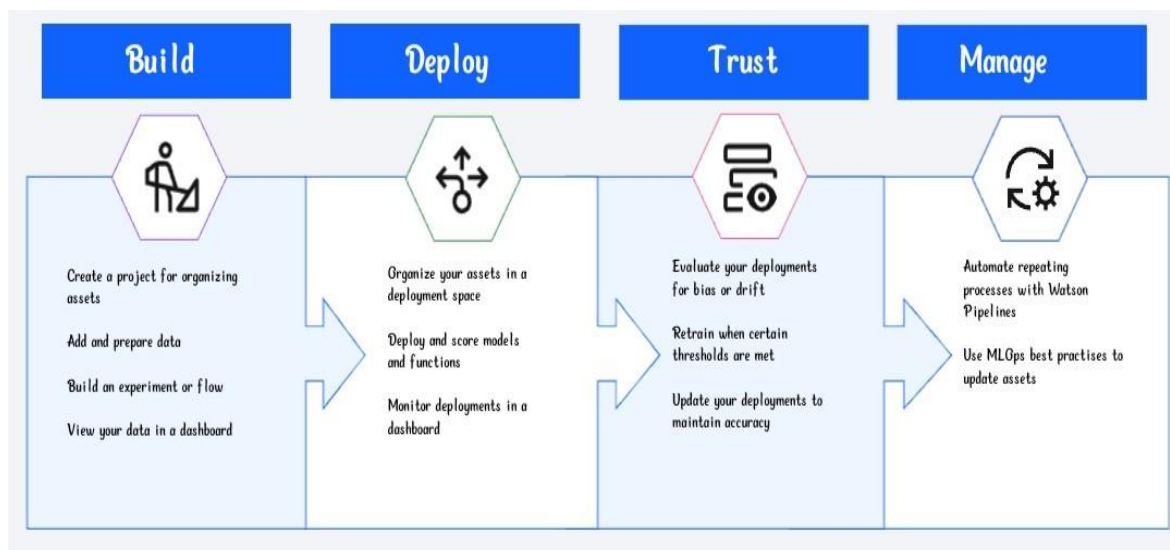 Build
Deploy
Trust
Manage
Create a project for organizing
assets
Add and prepare data
Build an experiment or flow
View your data in a dashboard
Organize your assets in a
deployment space
Deploy and score models
and functions
Monitor deployments in a
dashboard
Evaluate your deployments
for bias or drift
Retrain when certain
thresholds are met
Update your deployments to
maintain accuracy
Automate repeating
processes with Watson
Pipelines
Use MLOps best practises to
update assets